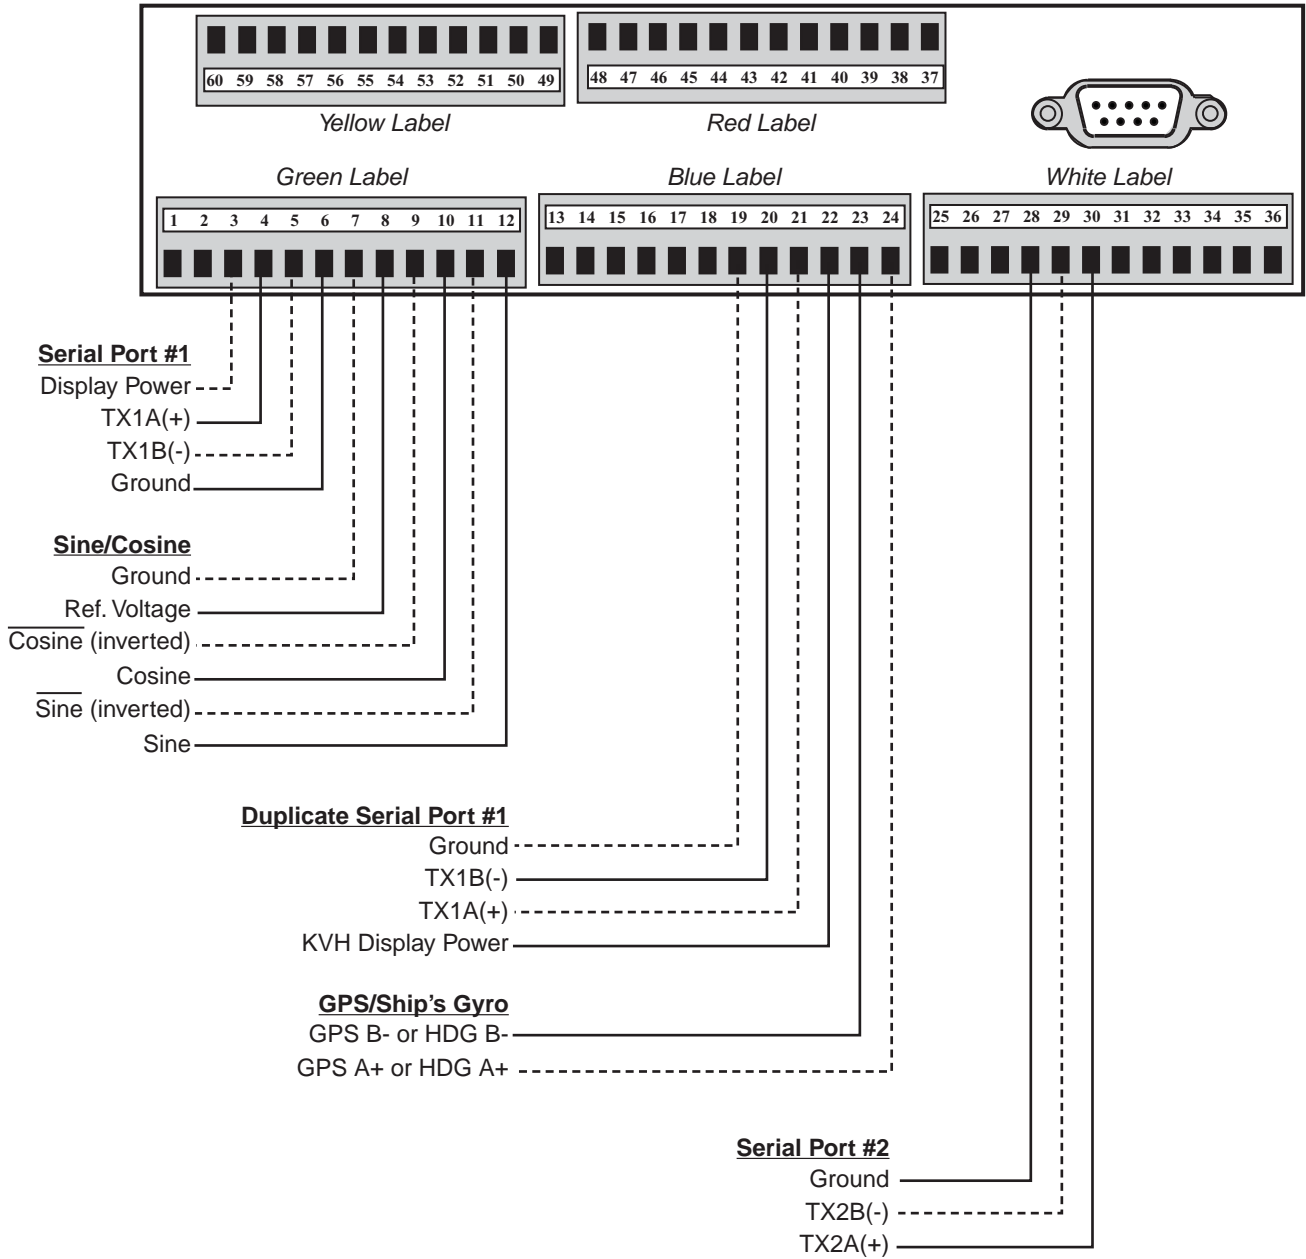 60 59 58 57 56 55 54 53 52 51 50 49
48 47 46 45 44 43 42 41 40 39 38 37
Yellow Label
Red Label
Green Label
Blue Label
White Label
1 2 3 4 5 6 7 8 9 10 11 12
13 14 15 16 17 18 19 20 21 22 23 24
25 26 27 28 29 30 31 32 33 34 35 36
Serial Port #1
Display Power
TX1A(+)
TX1B(-)
Ground
Sine/Cosine
Ground
Ref. Voltage
Cosine (inverted)
Cosine
Sine (inverted)
Sine
Duplicate Serial Port #1
Ground
TX1B(-)
TX1A(+)
KVH Display Power
GPS/Ship's Gyro
GPS B- or HDG B-
GPS A+ or HDG A+
Serial Port #2
Ground
TX2B(-)
TX2A(+)